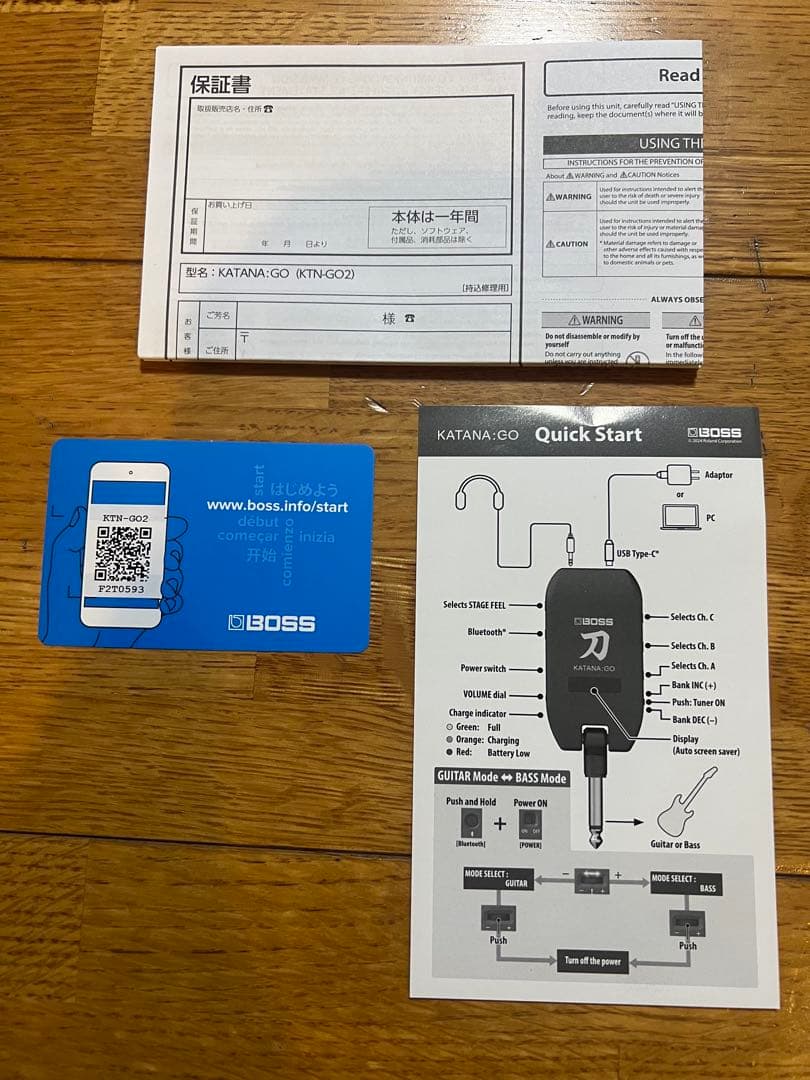 保証書
取扱販売店名・住所 ☎
保証期間
お買い上げ日
年 月 日より
本体は一年間
ただし、ソフトウェア、
付属品、消耗部品は除く
型名：KATANA:GO (KTN-GO2)
[持込修理用]
お客様
ご芳名
様 ☎
ご住所
〒
Read
Before using this unit, carefully read "USING T
reading, keep the document(s) where it will b
USING THE
INSTRUCTIONS FOR THE PREVENTION OF
About ⚠WARNING and ⚠CAUTION Notices
⚠WARNING
Used for instructions intended to alert the
user to the risk of death or severe injury
should the unit be used improperly.
⚠CAUTION
Used for instructions intended to alert the
user to the risk of injury or material dama
should the unit be used improperly.
* Material damage refers to damage or
other adverse effects caused with respe
to the home and all its furnishings, as w
to domestic animals or pets.
ALWAYS OBSE
⚠WARNING
Do not disassemble or modify by
yourself
Do not carry out anything
unless you are instructed
Turn off the
or malfuncti
In the follow
immediately
start
はじめよう
www.boss.info/start
début
começar
inizia
开始
comienzo
KTN-GO2
F2T0593
BOSS
KATANA:GO Quick Start
BOSS
© 2024 Roland Corporation
Adaptor
or
PC
USB Type-C®
Selects STAGE FEEL
Bluetooth®
Power switch
VOLUME dial
Charge indicator
Green: Full
Orange: Charging
Red: Battery Low
BOSS
刀
KATANA:GO
Selects Ch. C
Selects Ch. B
Selects Ch. A
Bank INC (+)
Push: Tuner ON
Bank DEC (−)
Display
(Auto screen saver)
Guitar or Bass
GUITAR Mode ⇔ BASS Mode
Push and Hold
+
Power ON
ON OFF
[Bluetooth]
[POWER]
MODE SELECT :
GUITAR
−
+
MODE SELECT :
BASS
Push
Push
Turn off the power